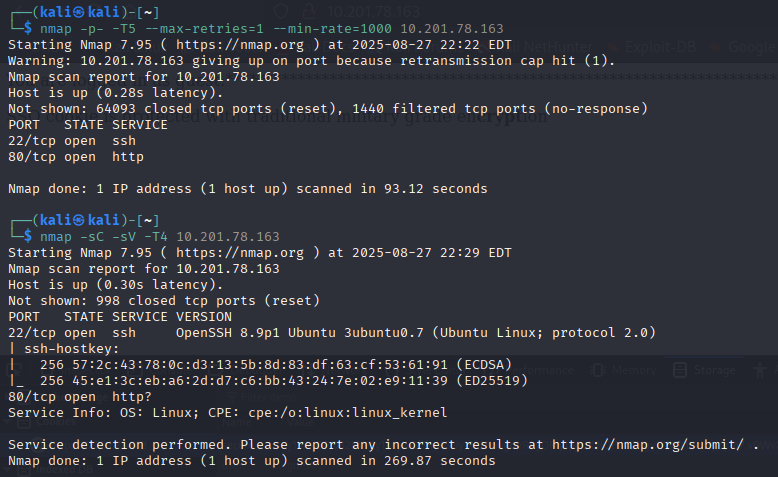 ┌──(kali㉿kali)-[~]
└─$ nmap -p- -T5 --max-retries=1 --min-rate=1000 10.201.78.163
Starting Nmap 7.95 ( https://nmap.org ) at 2025-08-27 22:22 EDT
Warning: 10.201.78.163 giving up on port because retransmission cap hit (1).
Nmap scan report for 10.201.78.163
Host is up (0.28s latency).
Not shown: 64093 closed tcp ports (reset), 1440 filtered tcp ports (no-response)
PORT   STATE SERVICE
22/tcp open  ssh
80/tcp open  http

Nmap done: 1 IP address (1 host up) scanned in 93.12 seconds

┌──(kali㉿kali)-[~]
└─$ nmap -sC -sV -T4 10.201.78.163
Starting Nmap 7.95 ( https://nmap.org ) at 2025-08-27 22:29 EDT
Nmap scan report for 10.201.78.163
Host is up (0.30s latency).
Not shown: 998 closed tcp ports (reset)
PORT   STATE SERVICE VERSION
22/tcp open  ssh     OpenSSH 8.9p1 Ubuntu 3ubuntu0.7 (Ubuntu Linux; protocol 2.0)
| ssh-hostkey:
|   256 57:2c:43:78:0c:d3:13:5b:8d:83:df:63:cf:53:61:91 (ECDSA)
|_  256 45:e1:3c:eb:a6:2d:d7:c6:bb:43:24:7e:02:e9:11:39 (ED25519)
80/tcp open  http?
Service Info: OS: Linux; CPE: cpe:/o:linux:linux_kernel

Service detection performed. Please report any incorrect results at https://nmap.org/submit/ .
Nmap done: 1 IP address (1 host up) scanned in 269.87 seconds